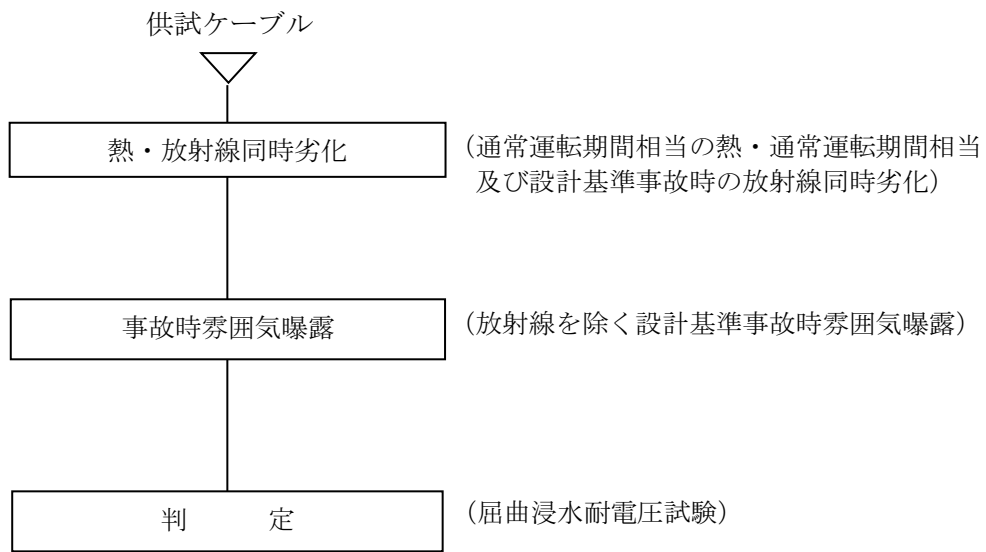 供試ケーブル
熱・放射線同時劣化
（通常運転期間相当の熱・通常運転期間相当
及び設計基準事故時の放射線同時劣化）
事故時雰囲気曝露
（放射線を除く設計基準事故時雰囲気曝露）
判　　　定
（屈曲浸水耐電圧試験）